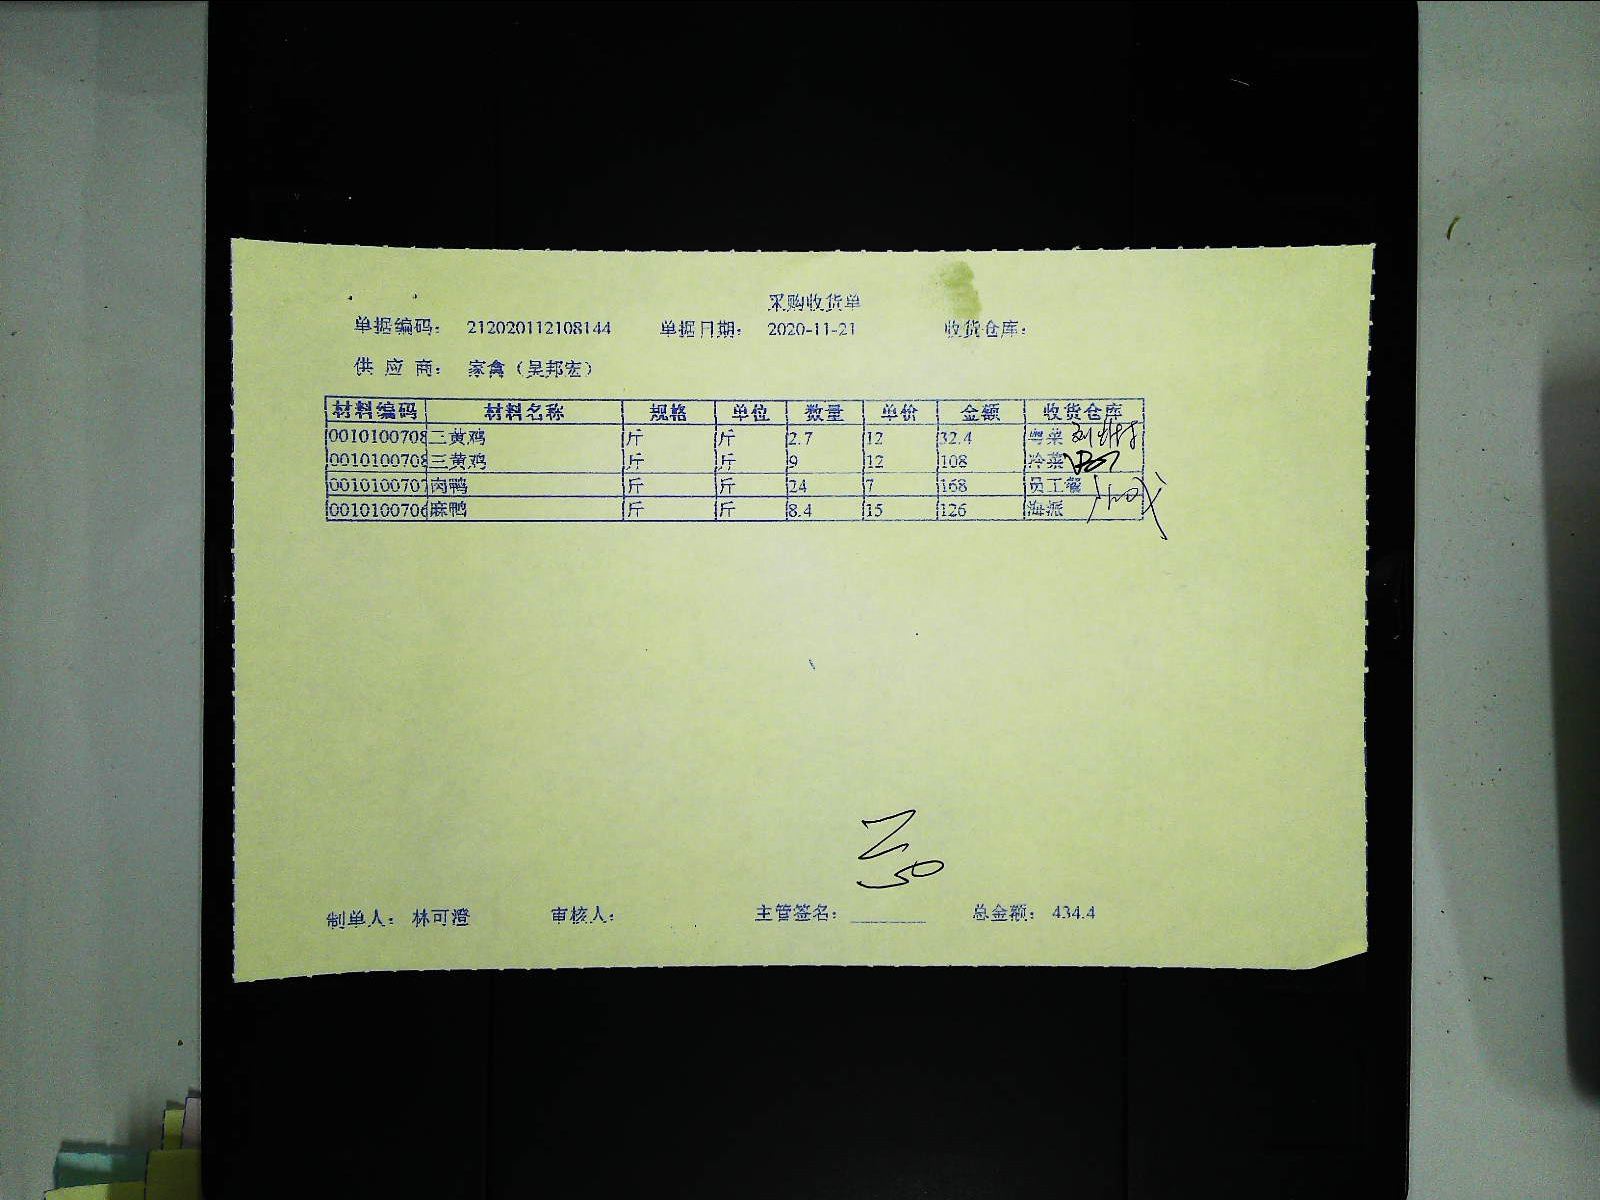 采购收货单
单据编码： 212020112108144 单据日期： 2020-11-21 收货仓库：
供 应 商： 家禽（吴邦宏）
材料编码 材料名称 规格 单位 数量 单价 金额 收货仓库
0010100708 三黄鸡 斤 斤 2.7 12 32.4 粤菜
0010100708 三黄鸡 斤 斤 9 12 108 冷菜
0010100707 肉鸭 斤 斤 24 7 168 员工餐
0010100706 麻鸭 斤 斤 8.4 15 126 海派
制单人： 林可澄 审核人： 主管签名： 总金额： 434.4